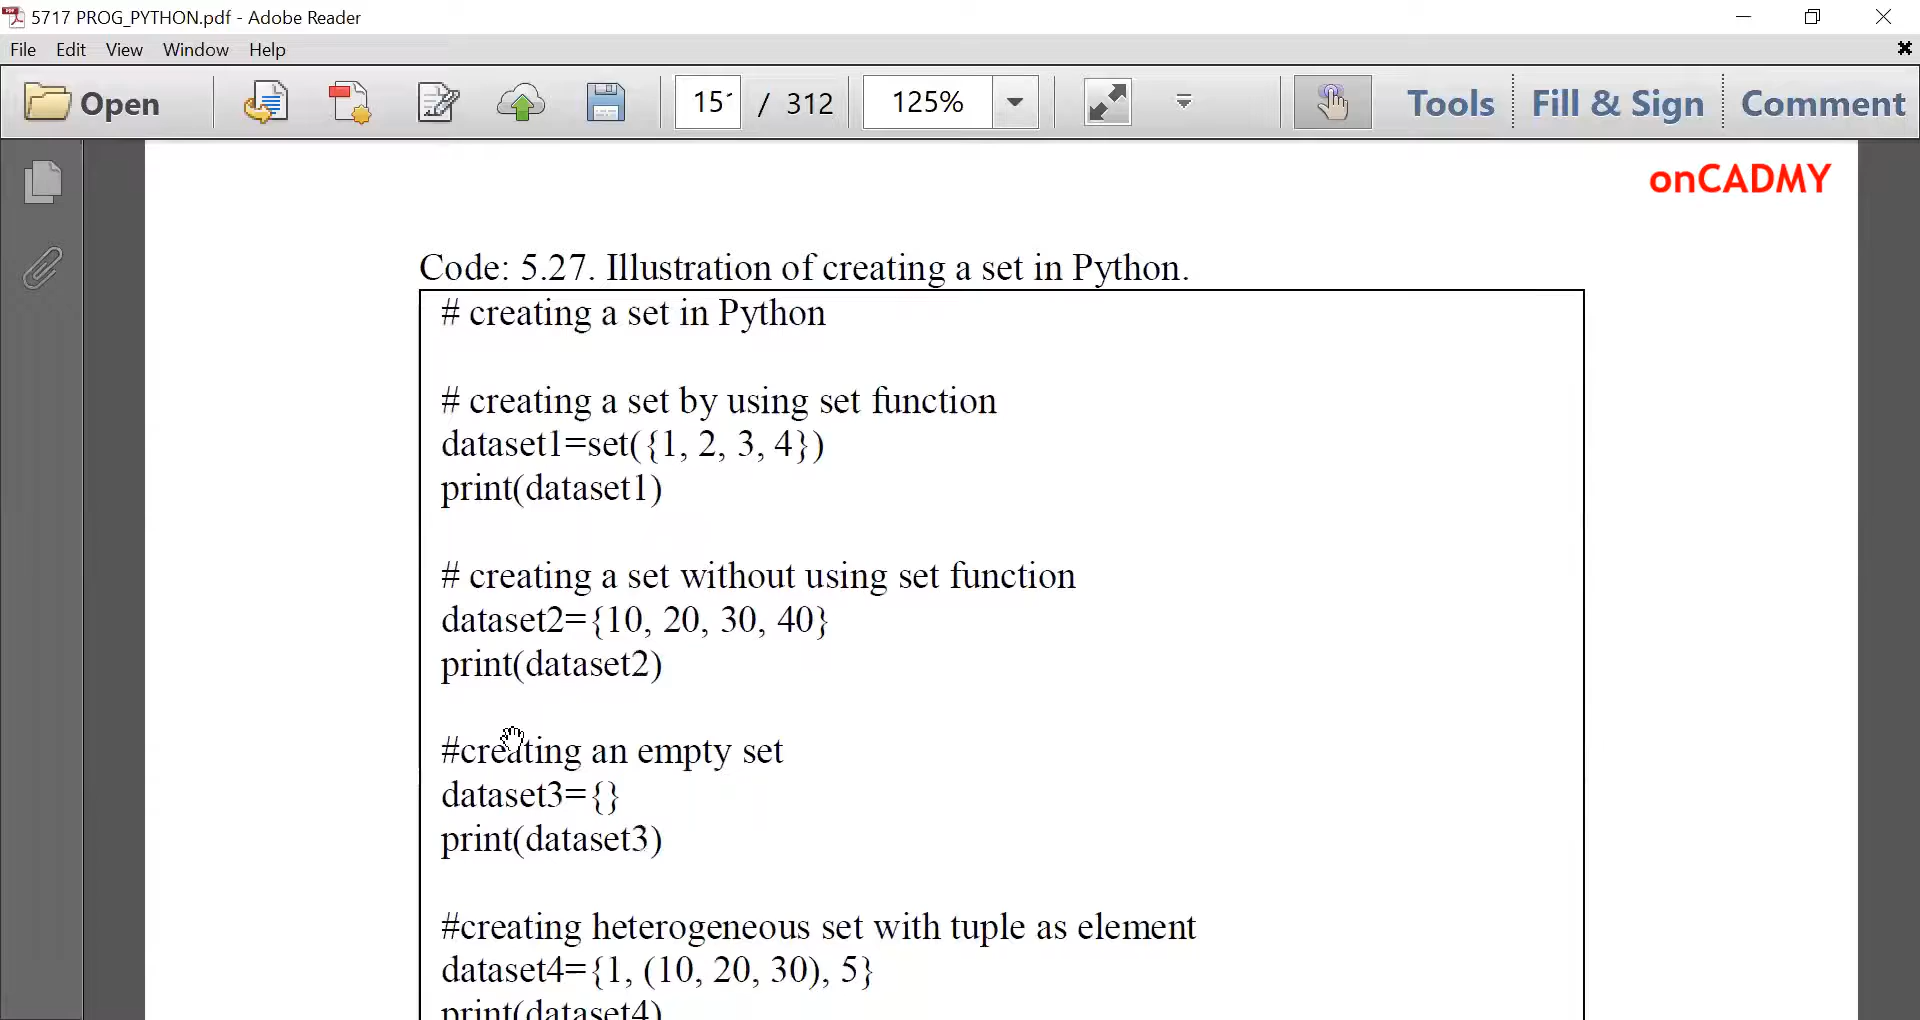 5717 PROG_PYTHON.pdf - Adobe Reader
File Edit View Window Help
Open 151 / 312 125% Tools Fill & Sign Comment
onCADMY
Code: 5.27. Illustration of creating a set in Python.
# creating a set in Python
# creating a set by using set function
dataset1=set({1, 2, 3, 4})
print(dataset1)
# creating a set without using set function
dataset2={10, 20, 30, 40}
print(dataset2)
#creating an empty set
dataset3={}
print(dataset3)
#creating heterogeneous set with tuple as element
dataset4={1, (10, 20, 30), 5}
print(dataset4)